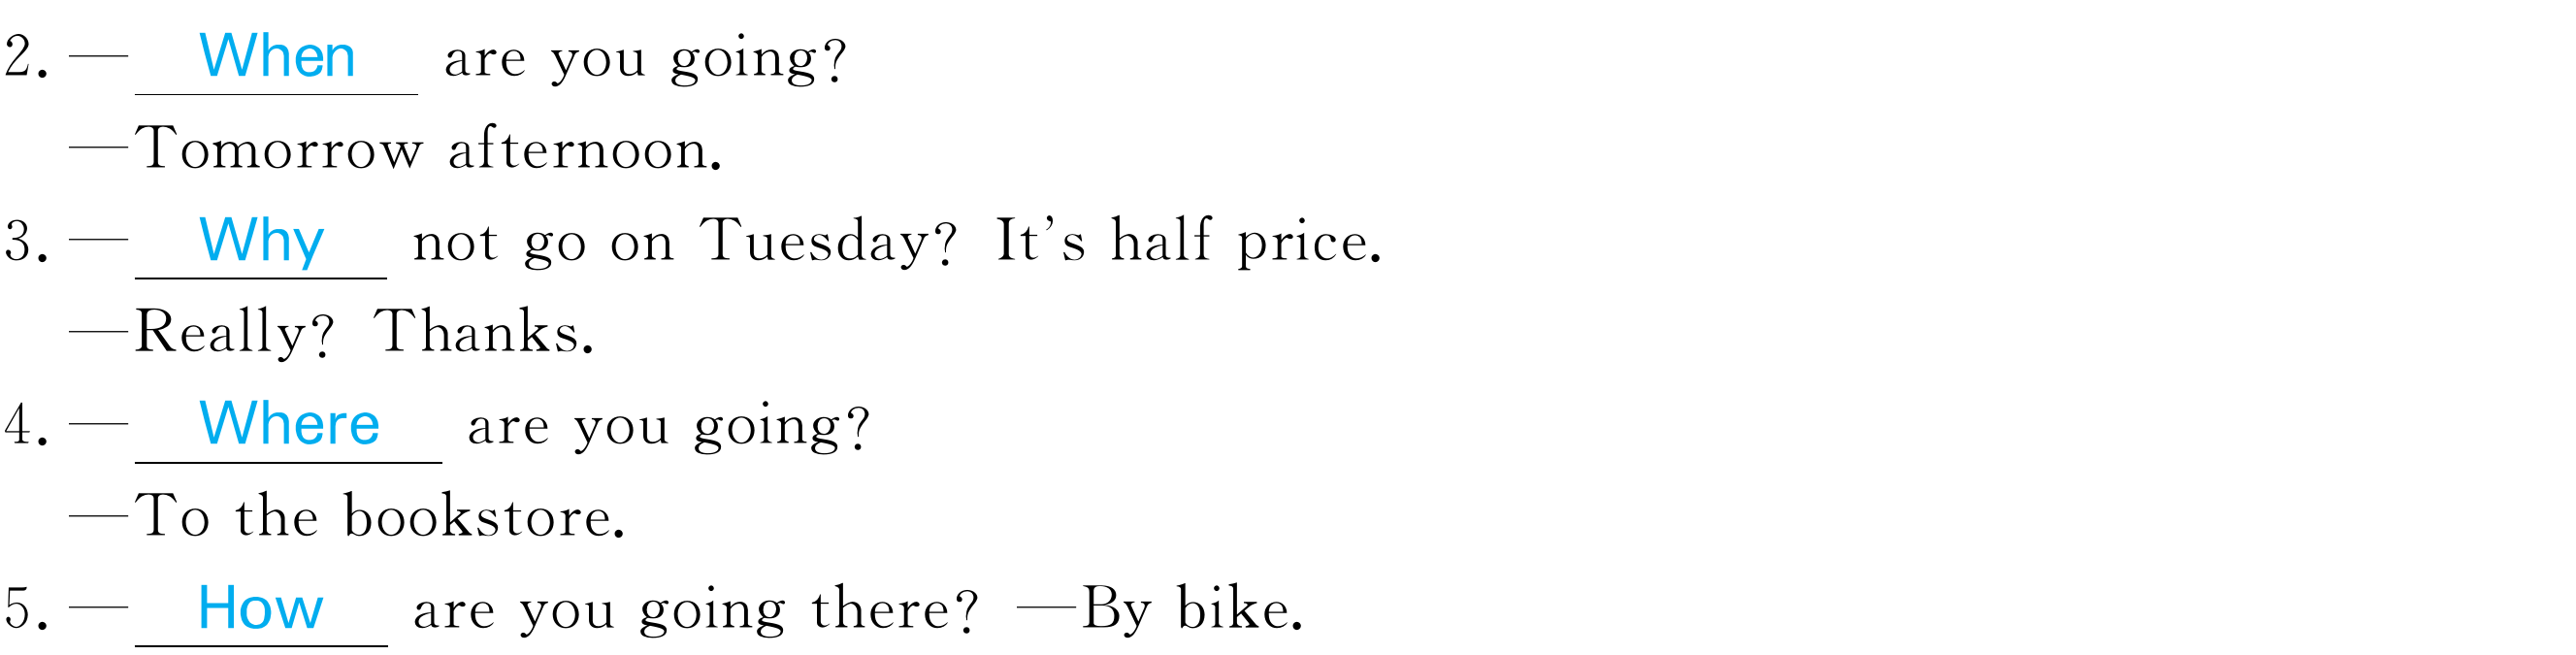 2. — When are you going?
—Tomorrow afternoon.
3. — Why not go on Tuesday? It's half price.
—Really? Thanks.
4. — Where are you going?
—To the bookstore.
5. — How are you going there? —By bike.